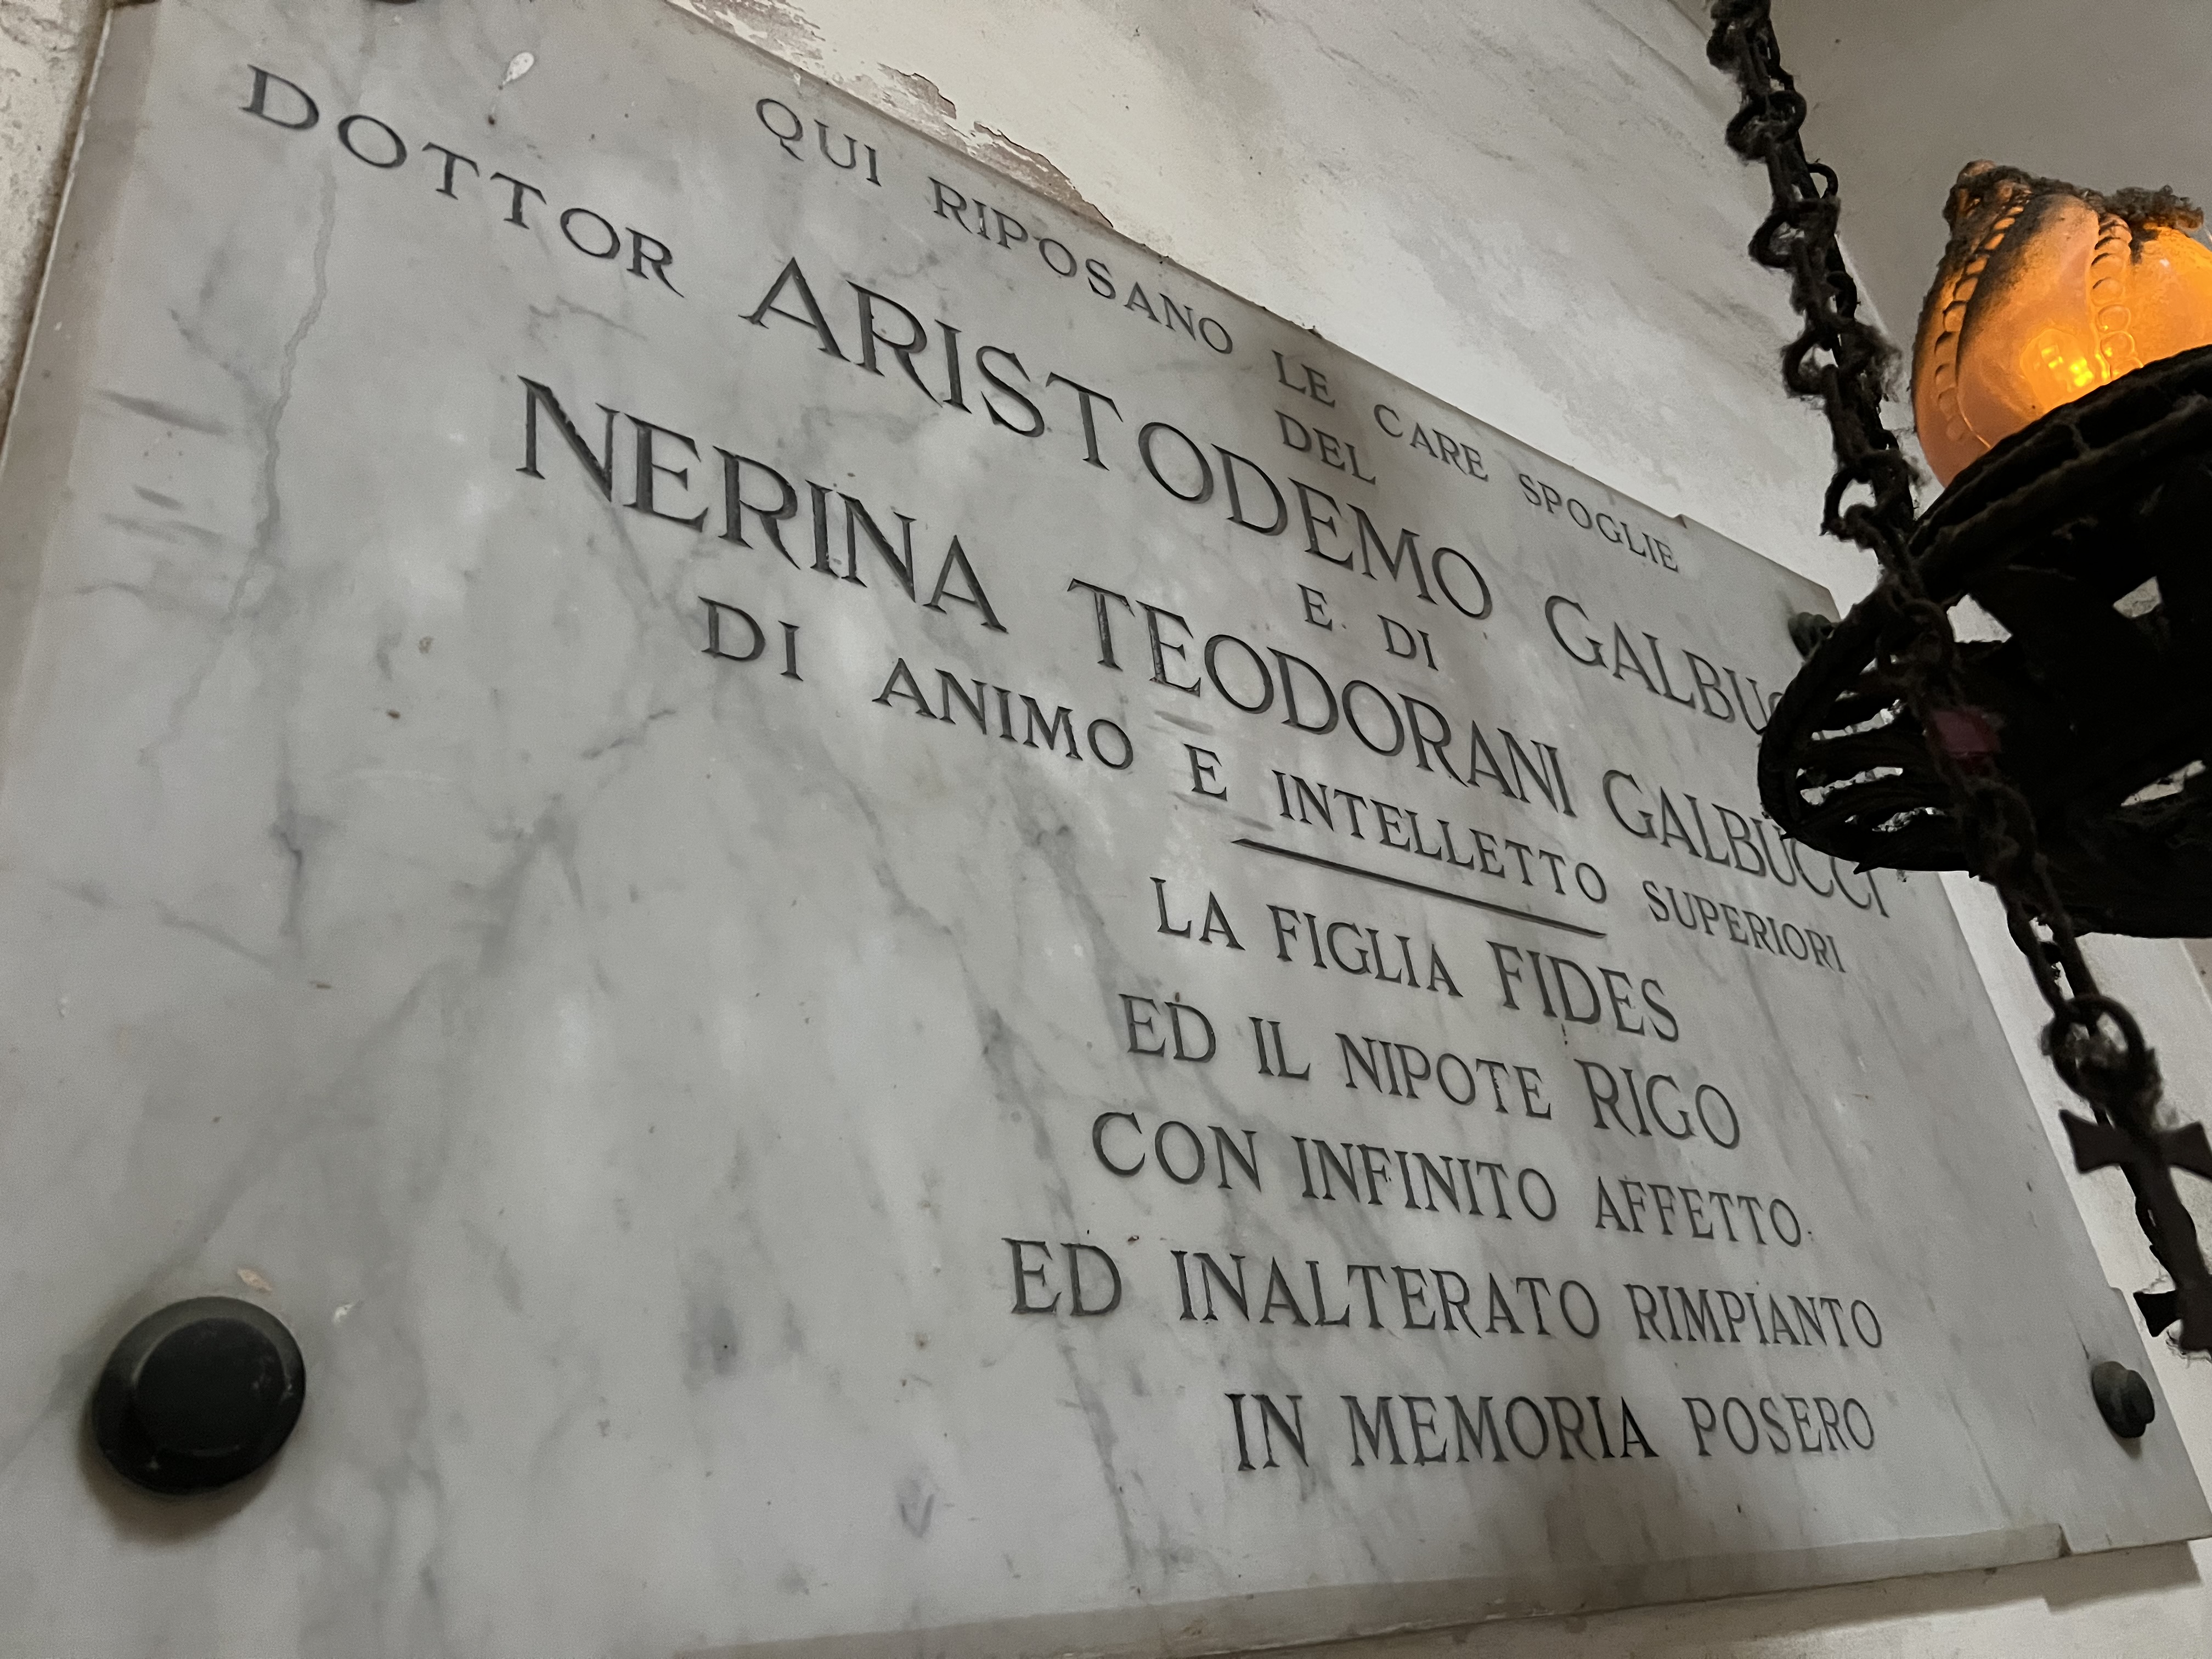 QUI RIPOSANO LE CARE SPOGLIE
DEL
DOTTOR ARISTODEMO GALBUC
E DI
NERINA TEODORANI GALBUCCI
DI ANIMO E INTELLETTO SUPERIORI
LA FIGLIA FIDES
ED IL NIPOTE RIGO
CON INFINITO AFFETTO
ED INALTERATO RIMPIANTO
IN MEMORIA POSERO